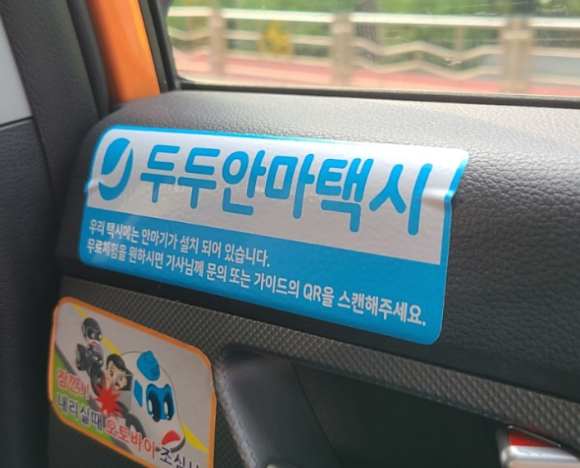 두두안마택시
우리 택시에는 안마기가 설치 되어 있습니다.
무료체험을 원하시면 기사님께 문의 또는 가이드의 QR을 스캔해주세요.
잠깐만
내리실때 오토바이 조심